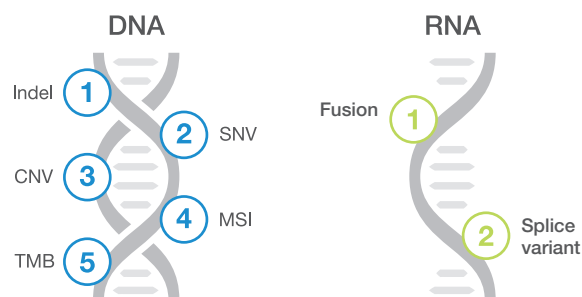 DNA
Indel 1
2 SNV
CNV 3
4 MSI
TMB 5
RNA
Fusion 1
2 Splice
variant